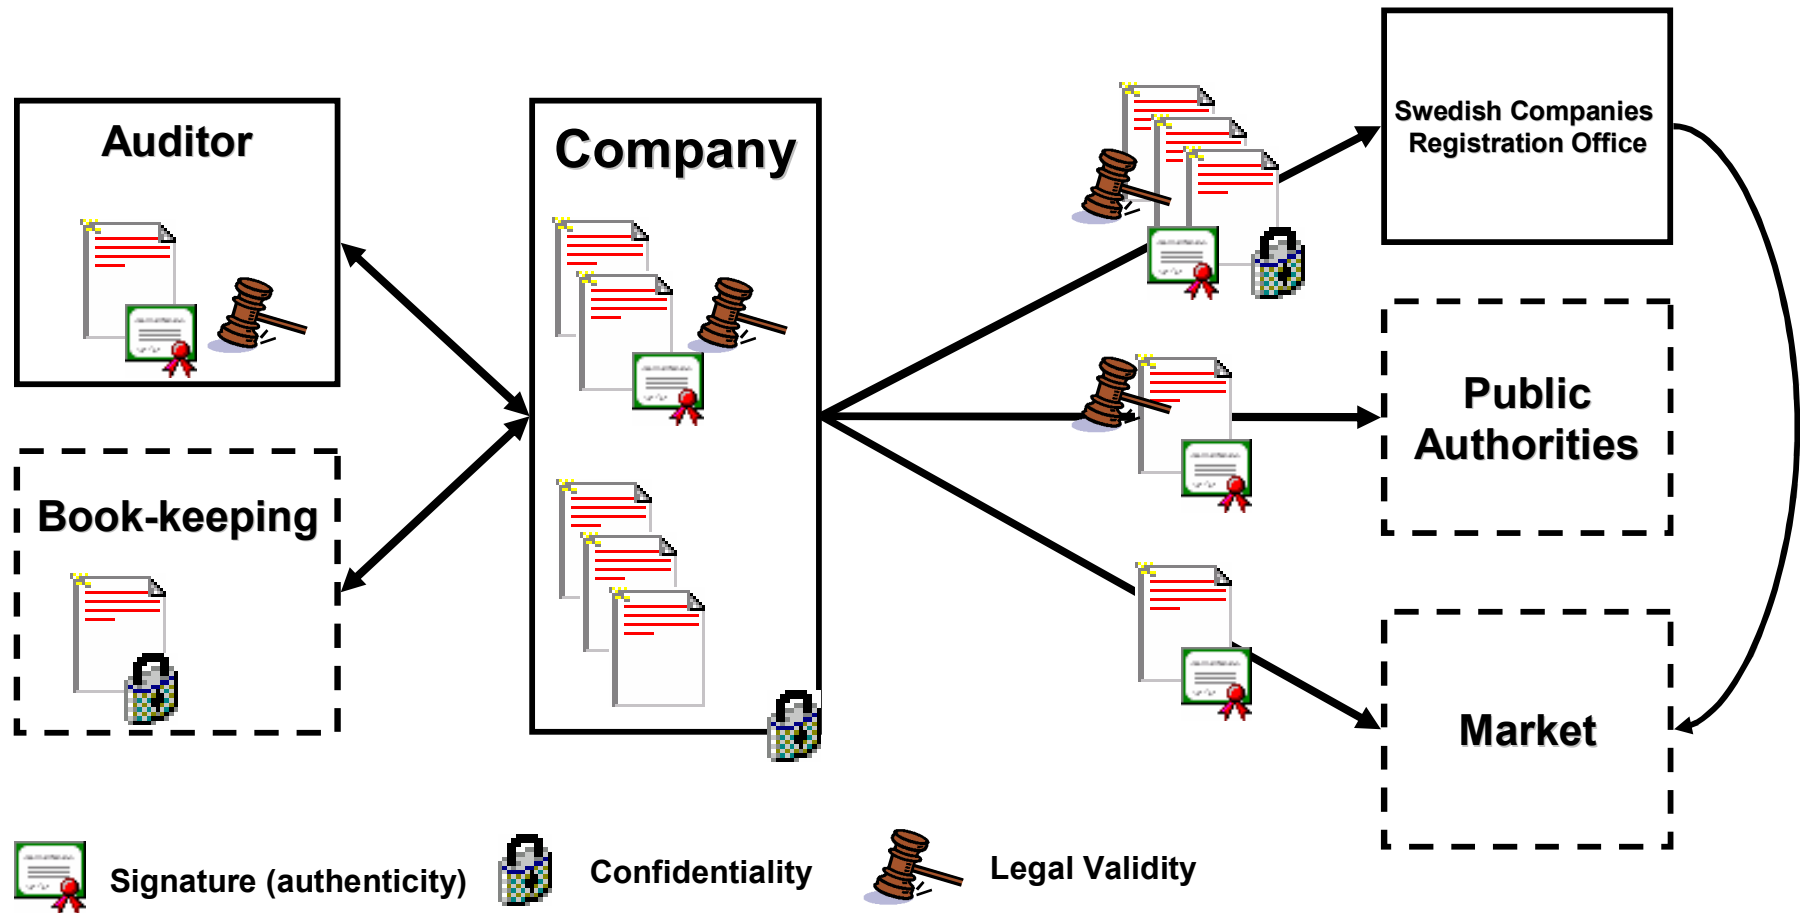 Auditor
Company
Swedish Companies
Registration Office
Book-keeping
Public
Authorities
Market
Signature (authenticity)
Confidentiality
Legal Validity